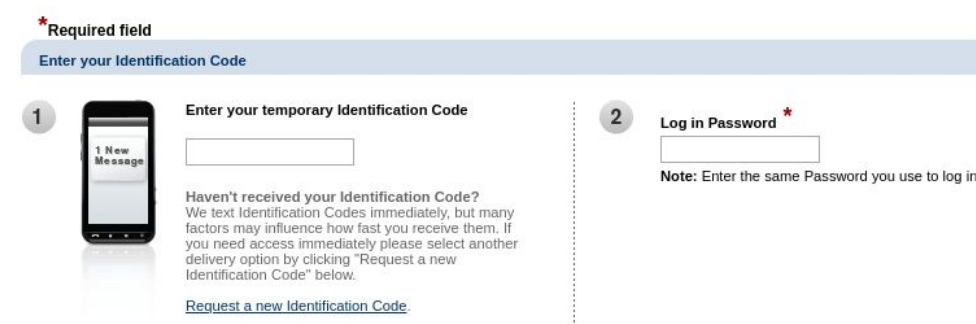 *Required field
Enter your Identification Code
1
1 New
Message
Enter your temporary Identification Code
Haven't received your Identification Code?
We text Identification Codes immediately, but many
factors may influence how fast you receive them. If
you need access immediately please select another
delivery option by clicking "Request a new
Identification Code" below.
Request a new Identification Code.
2
Log in Password *
Note: Enter the same Password you use to log in